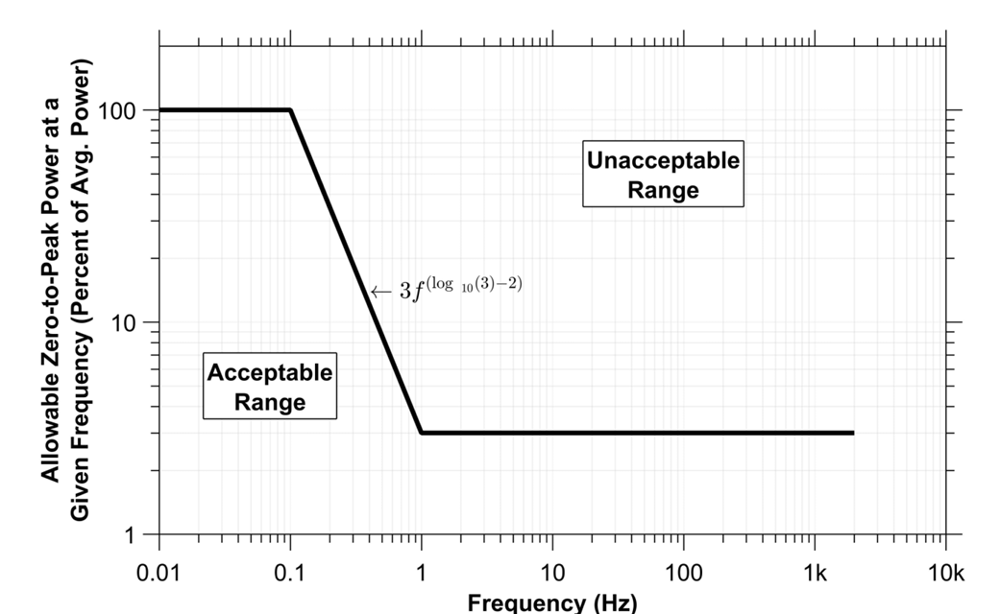 Allowable Zero-to-Peak Power at a
Given Frequency (Percent of Avg. Power)
100
10
1
Unacceptable
Range
← 3f^(log 10(3)−2)
Acceptable
Range
0.01 0.1 1 10 100 1k 10k
Frequency (Hz)